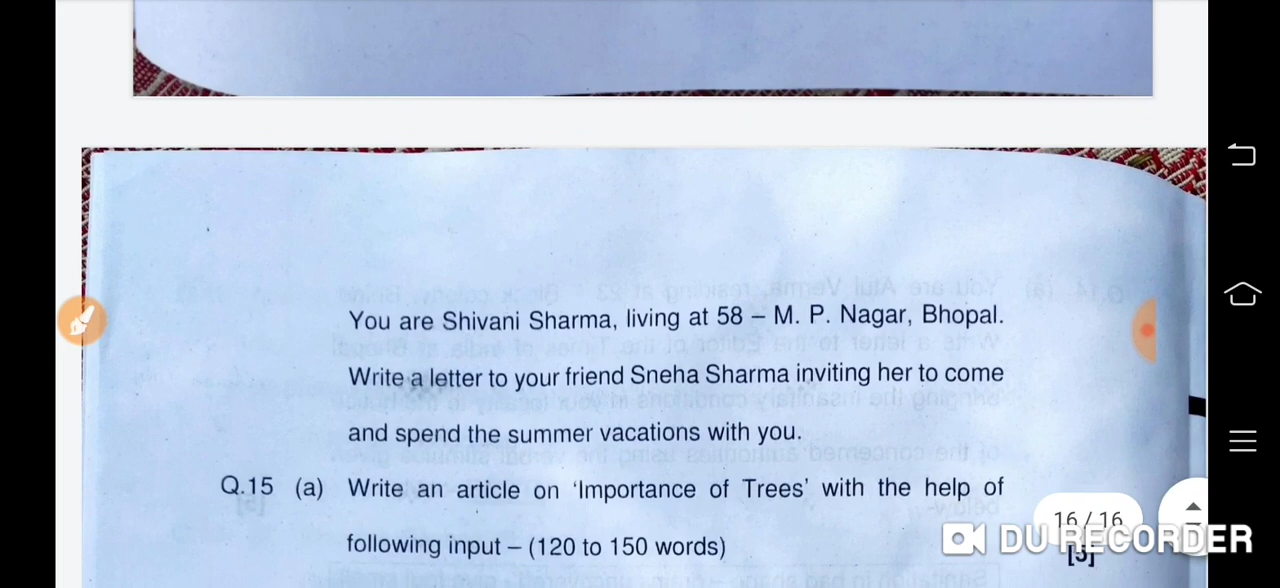 You are Shivani Sharma, living at 58 – M. P. Nagar, Bhopal.
Write a letter to your friend Sneha Sharma inviting her to come
and spend the summer vacations with you.
Q.15 (a) Write an article on ‘Importance of Trees’ with the help of
following input – (120 to 150 words)
16 / 16
DU RECORDER
[5]